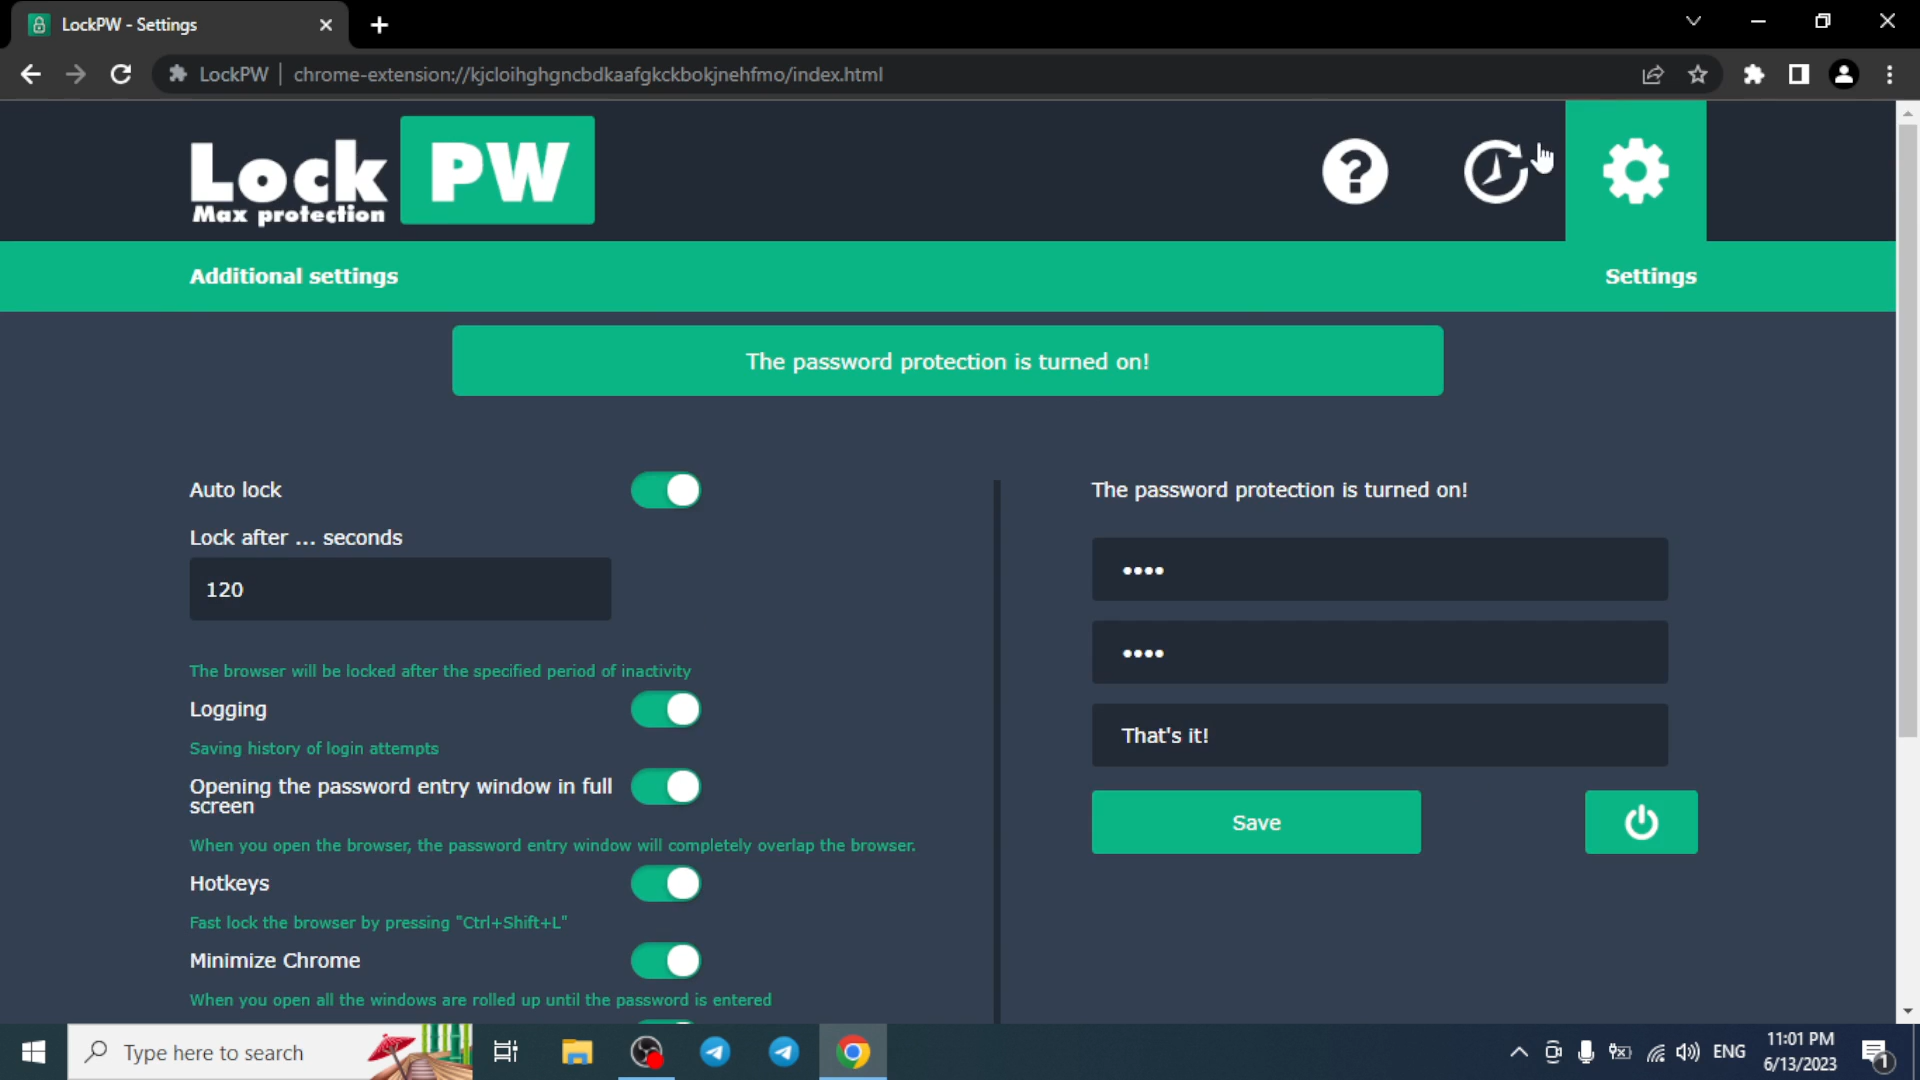 LockPW - Settings
LockPW
chrome-extension://kjcloihghgncbdkaafgkckbokjnehfmo/index.html
Lock PW
Max protection
Additional settings
Settings
The password protection is turned on!
Auto lock
Lock after ... seconds
120
The browser will be locked after the specified period of inactivity
Logging
Saving history of login attempts
Opening the password entry window in full
screen
When you open the browser, the password entry window will completely overlap the browser.
Hotkeys
Fast lock the browser by pressing "Ctrl+Shift+L"
Minimize Chrome
When you open all the windows are rolled up until the password is entered
The password protection is turned on!
••••
••••
That's it!
Save
Type here to search
ENG
11:01 PM
6/13/2023
1